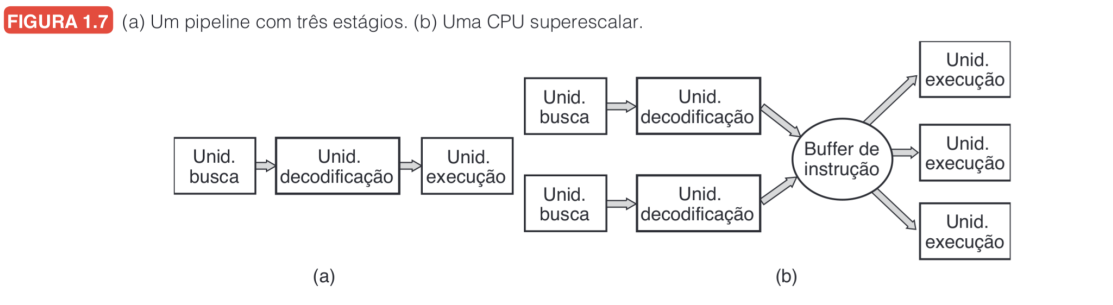 FIGURA 1.7 (a) Um pipeline com três estágios. (b) Uma CPU superescalar.
Unid.
busca
Unid.
decodificação
Unid.
execução
(a)
Unid.
busca
Unid.
decodificação
Unid.
busca
Unid.
decodificação
Buffer de
instrução
Unid.
execução
Unid.
execução
Unid.
execução
(b)